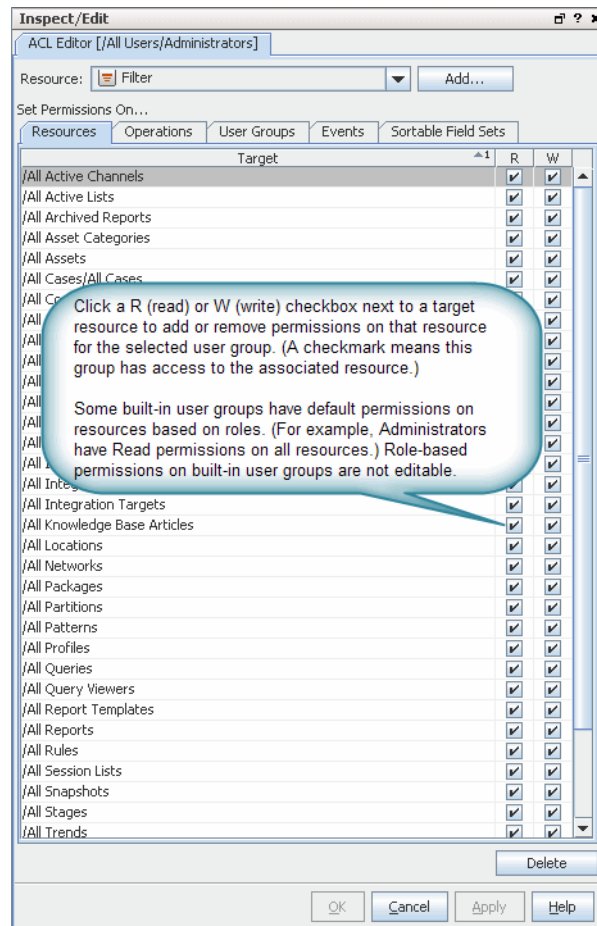 Inspect/Edit
ACL Editor [/All Users/Administrators]
Resource: Filter Add...
Set Permissions On...
Resources Operations User Groups Events Sortable Field Sets
Target 1 R W
/All Active Channels
/All Active Lists
/All Archived Reports
/All Asset Categories
/All Assets
/All Cases/All Cases
Click a R (read) or W (write) checkbox next to a target
resource to add or remove permissions on that resource
for the selected user group. (A checkmark means this
group has access to the associated resource.)
Some built-in user groups have default permissions on
resources based on roles. (For example, Administrators
have Read permissions on all resources.) Role-based
permissions on built-in user groups are not editable.
/All Integration Targets
/All Knowledge Base Articles
/All Locations
/All Networks
/All Packages
/All Partitions
/All Patterns
/All Profiles
/All Queries
/All Query Viewers
/All Report Templates
/All Reports
/All Rules
/All Session Lists
/All Snapshots
/All Stages
/All Trends
Delete
OK Cancel Apply Help